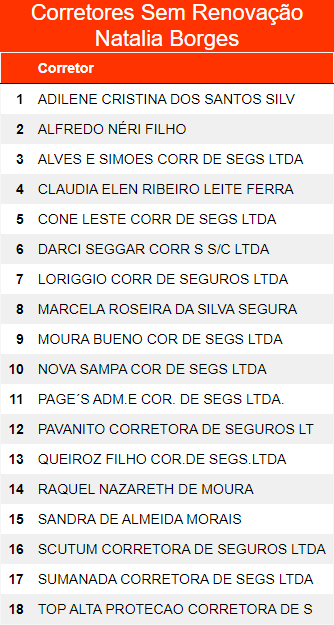 Corretores Sem Renovação
Natalia Borges
Corretor
1 ADILENE CRISTINA DOS SANTOS SILV
2 ALFREDO NÉRI FILHO
3 ALVES E SIMOES CORR DE SEGS LTDA
4 CLAUDIA ELEN RIBEIRO LEITE FERRA
5 CONE LESTE CORR DE SEGS LTDA
6 DARCI SEGGAR CORR S S/C LTDA
7 LORIGGIO CORR DE SEGUROS LTDA
8 MARCELA ROSEIRA DA SILVA SEGURA
9 MOURA BUENO COR DE SEGS LTDA
10 NOVA SAMPA COR DE SEGS LTDA
11 PAGE´S ADM.E COR. DE SEGS LTDA.
12 PAVANITO CORRETORA DE SEGUROS LT
13 QUEIROZ FILHO COR.DE SEGS.LTDA
14 RAQUEL NAZARETH DE MOURA
15 SANDRA DE ALMEIDA MORAIS
16 SCUTUM CORRETORA DE SEGUROS LTDA
17 SUMANADA CORRETORA DE SEGS LTDA
18 TOP ALTA PROTECAO CORRETORA DE S